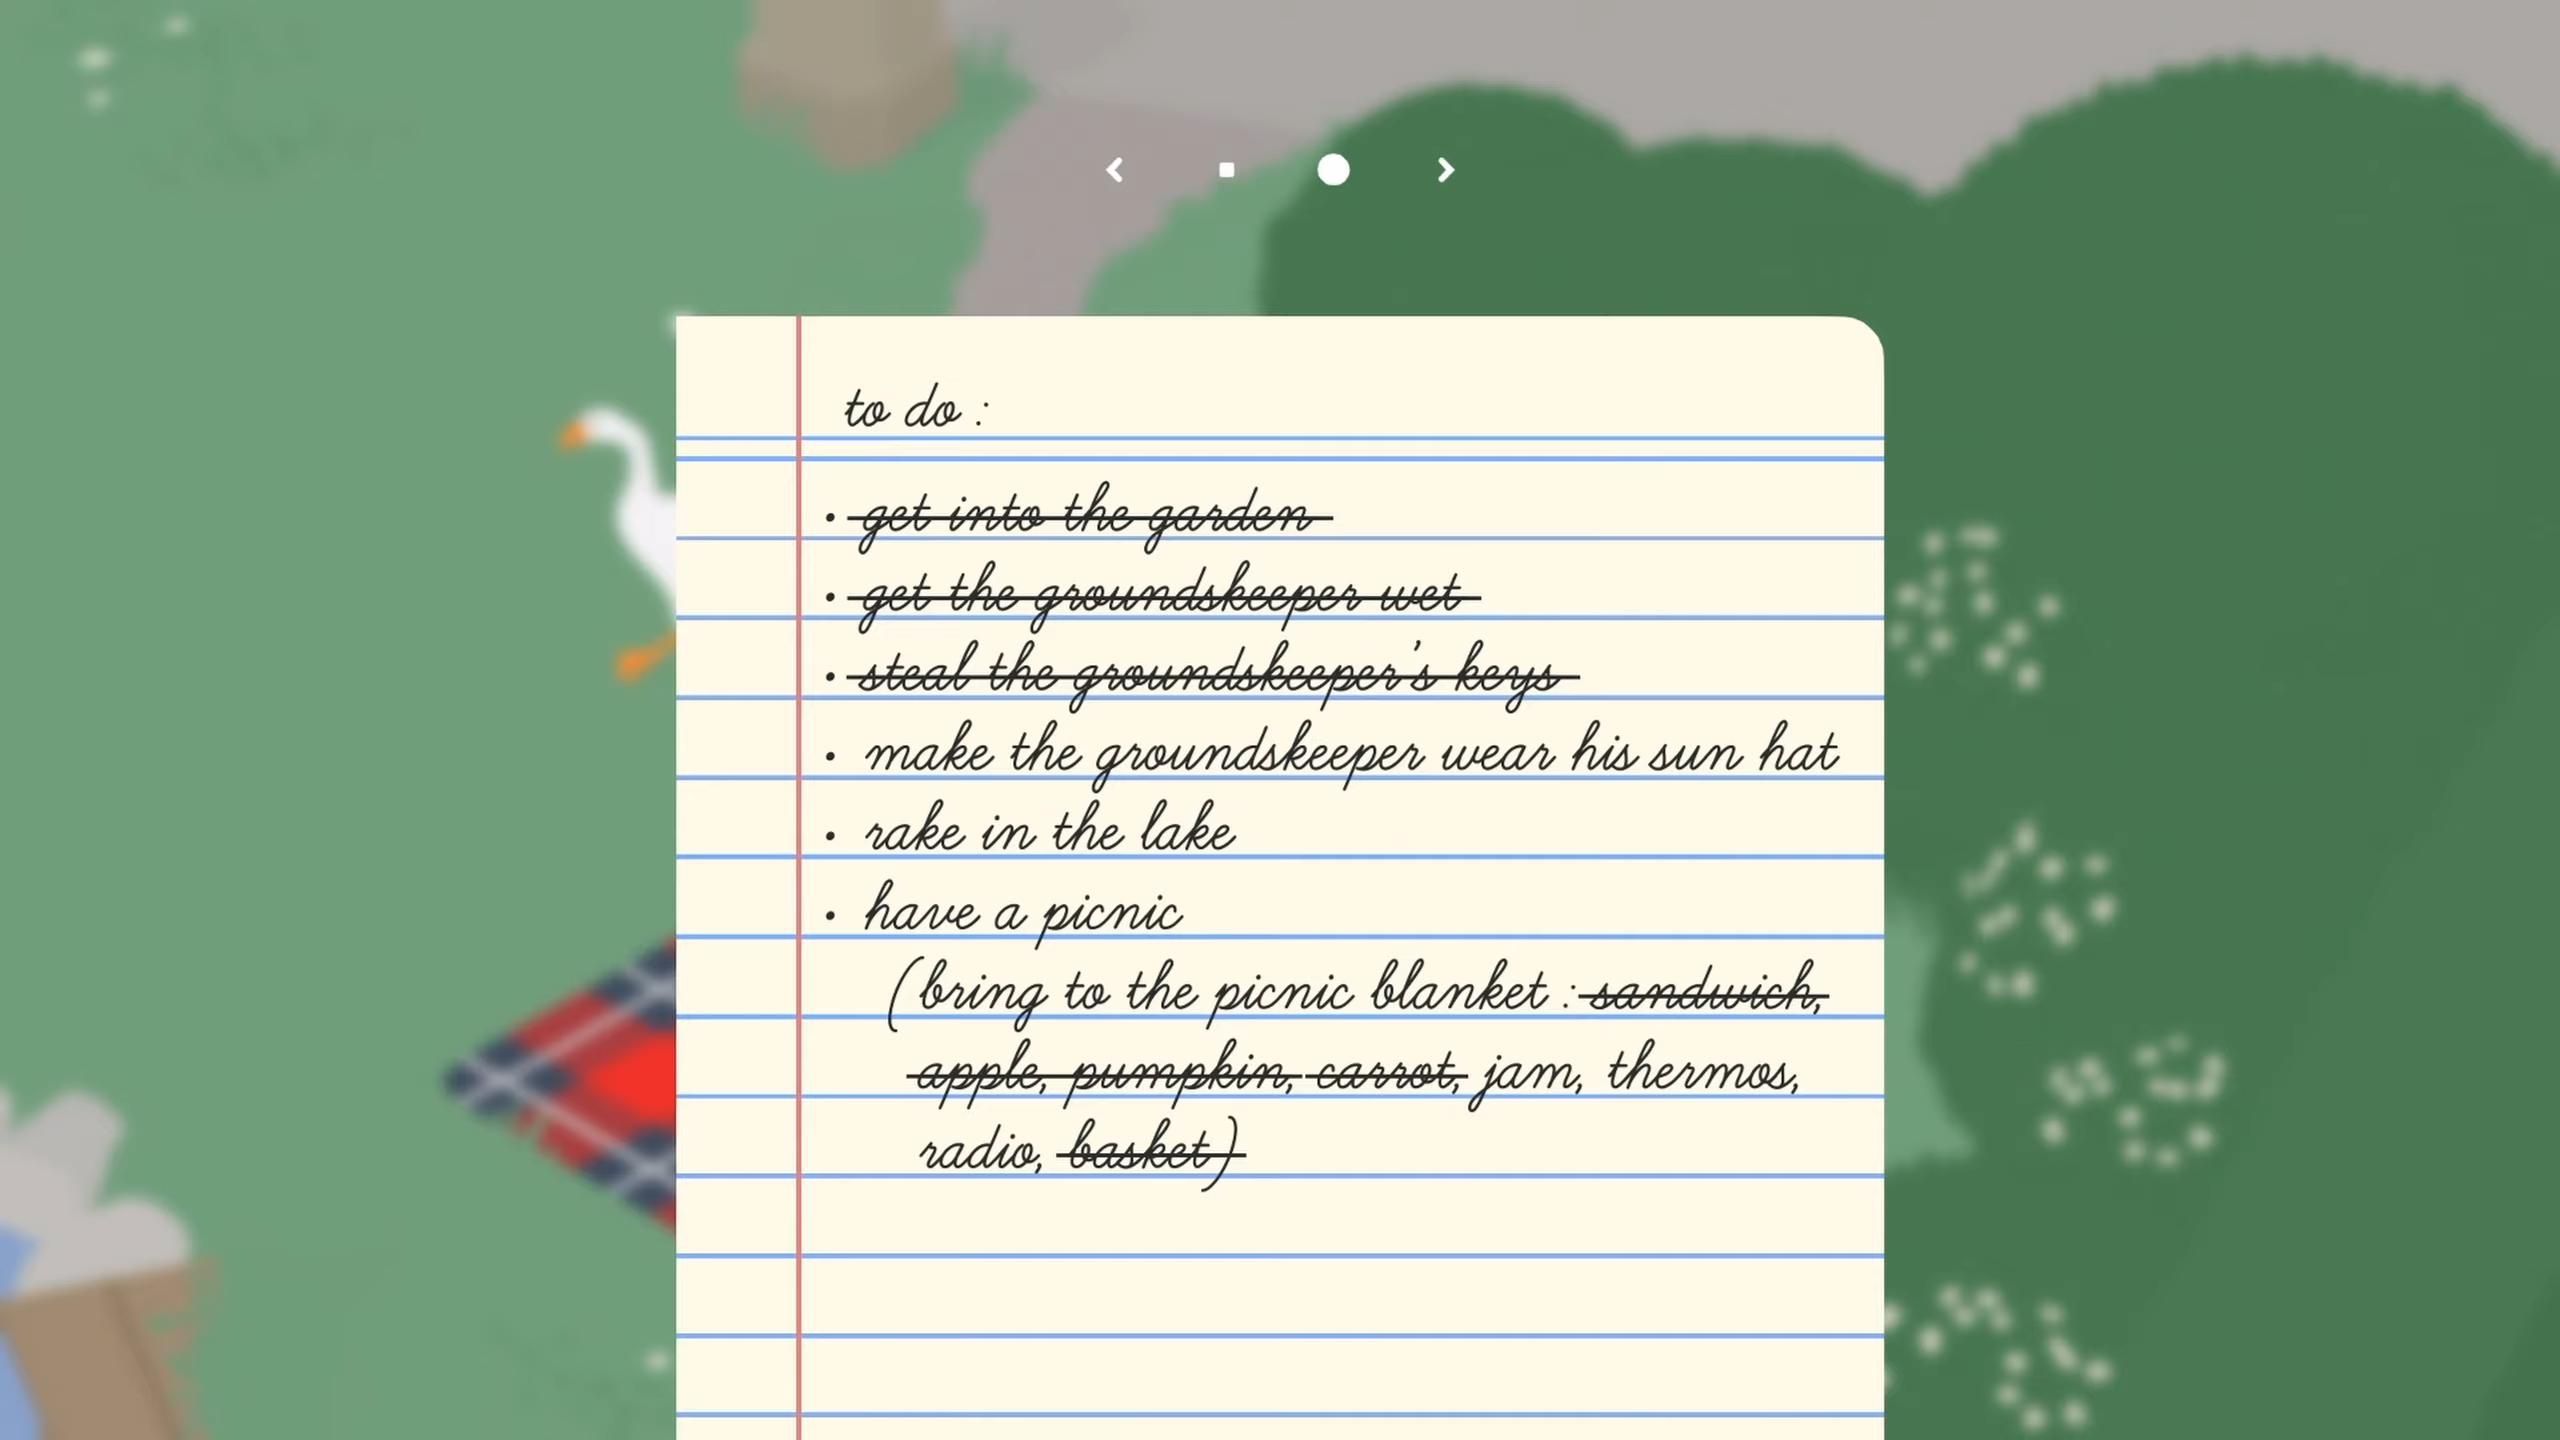 to do :
• get into the garden
• get the groundskeeper wet
• steal the groundskeeper's keys
• make the groundskeeper wear his sun hat
• rake in the lake
• have a picnic
(bring to the picnic blanket : sandwich,
apple, pumpkin, carrot, jam, thermos,
radio, basket)